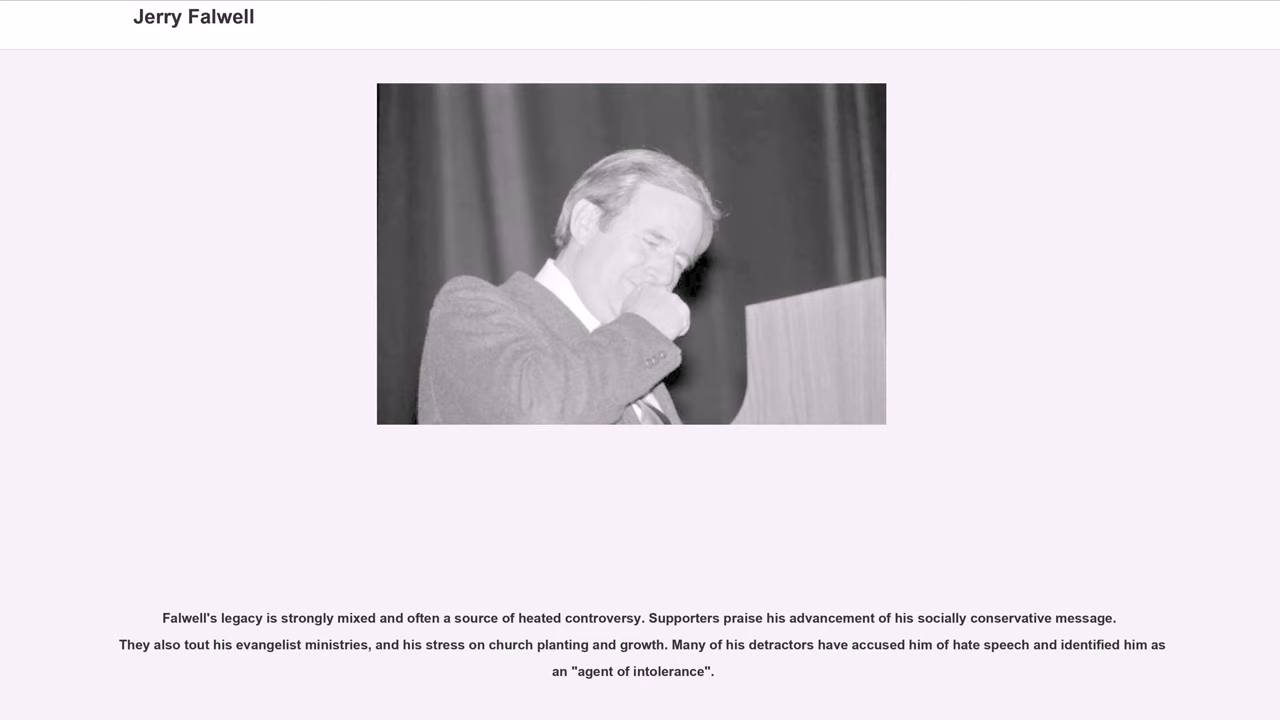 Jerry Falwell
Falwell's legacy is strongly mixed and often a source of heated controversy. Supporters praise his advancement of his socially conservative message.
They also tout his evangelist ministries, and his stress on church planting and growth. Many of his detractors have accused him of hate speech and identified him as
an "agent of intolerance".